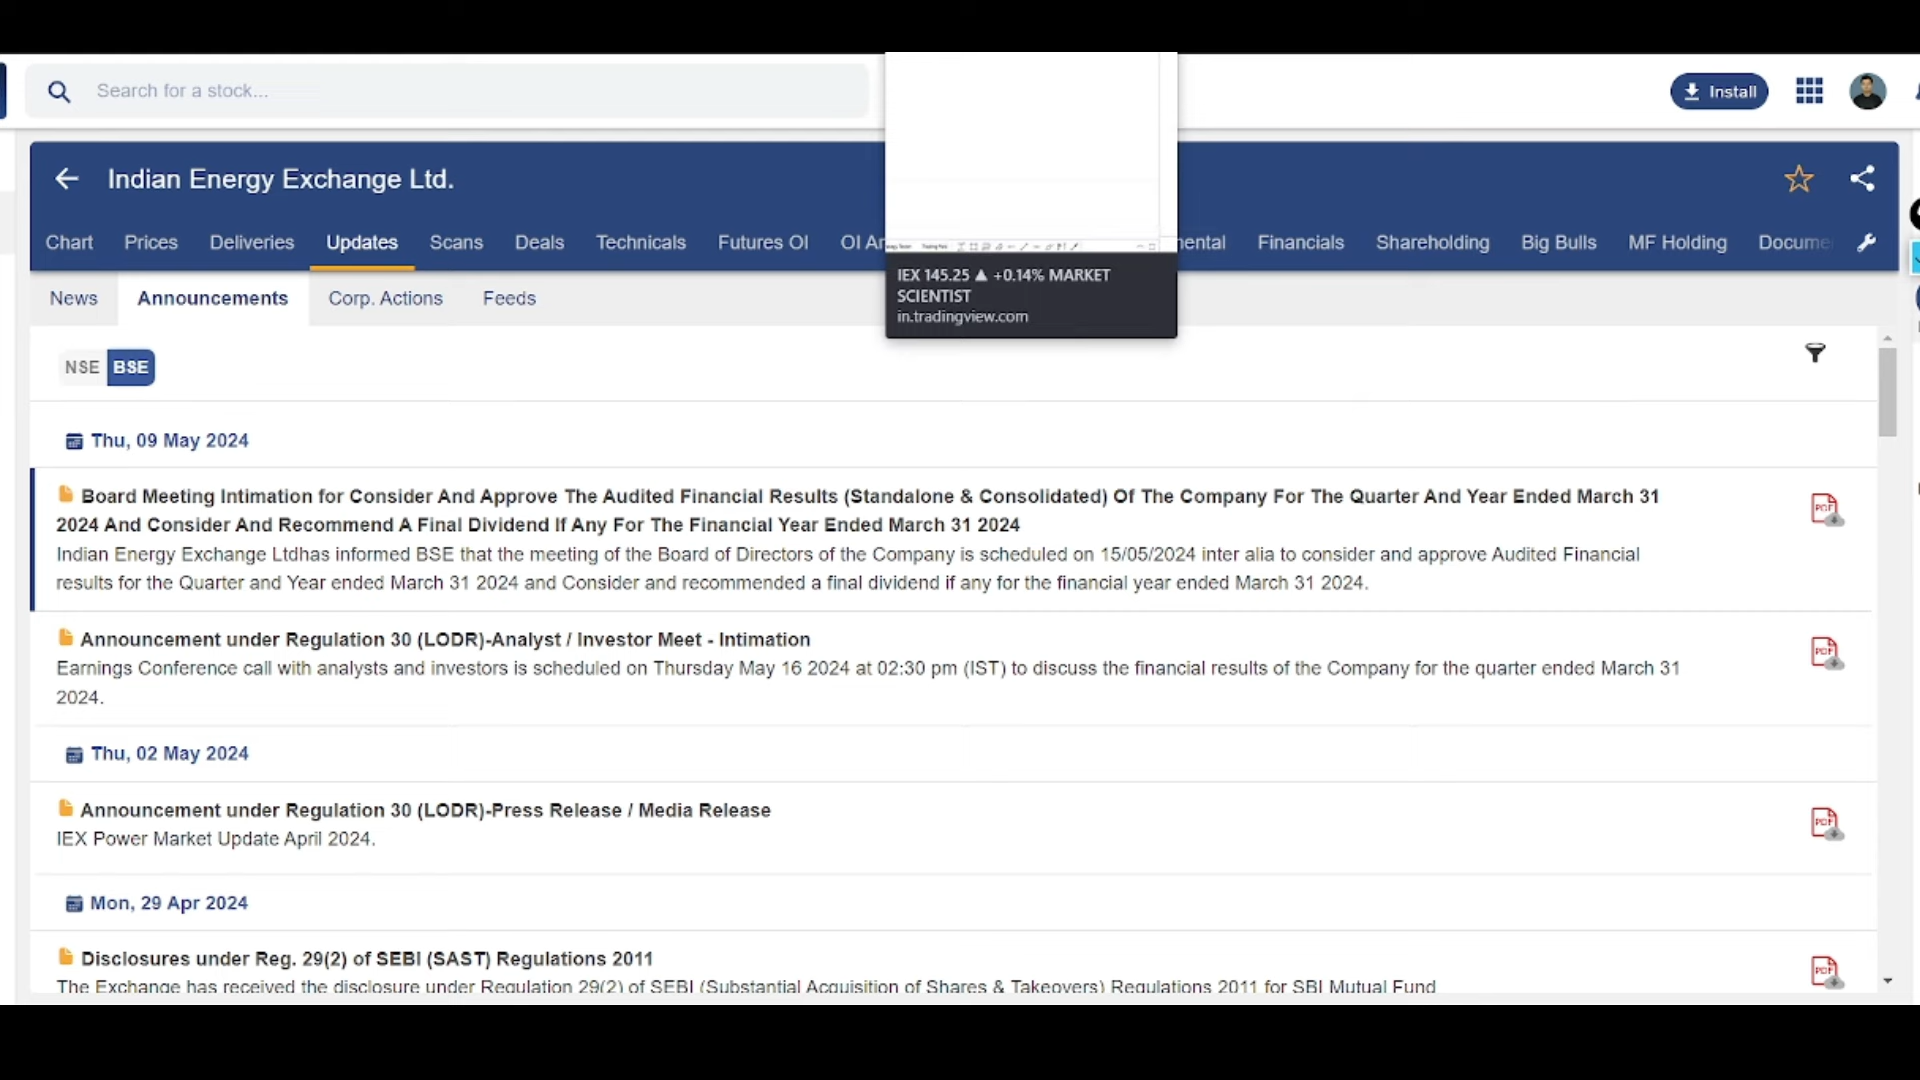 Search for a stock...
Install
Indian Energy Exchange Ltd.
Chart Prices Deliveries Updates Scans Deals Technicals Futures OI OI Financials Shareholding Big Bulls MF Holding
IEX 145.25 ▲ +0.14% MARKET
SCIENTIST
in.tradingview.com
News Announcements Corp. Actions Feeds
NSE BSE
Thu, 09 May 2024
Board Meeting Intimation for Consider And Approve The Audited Financial Results (Standalone & Consolidated) Of The Company For The Quarter And Year Ended March 31
2024 And Consider And Recommend A Final Dividend If Any For The Financial Year Ended March 31 2024
Indian Energy Exchange Ltdhas informed BSE that the meeting of the Board of Directors of the Company is scheduled on 15/05/2024 inter alia to consider and approve Audited Financial
results for the Quarter and Year ended March 31 2024 and Consider and recommended a final dividend if any for the financial year ended March 31 2024.
PDF
Announcement under Regulation 30 (LODR)-Analyst / Investor Meet - Intimation
Earnings Conference call with analysts and investors is scheduled on Thursday May 16 2024 at 02:30 pm (IST) to discuss the financial results of the Company for the quarter ended March 31
2024.
PDF
Thu, 02 May 2024
Announcement under Regulation 30 (LODR)-Press Release / Media Release
IEX Power Market Update April 2024.
PDF
Mon, 29 Apr 2024
Disclosures under Reg. 29(2) of SEBI (SAST) Regulations 2011
The Exchange has received the disclosure under Regulation 29(2) of SEBI (Substantial Acquisition of Shares & Takeovers) Regulations 2011 for SBI Mutual Fund
PDF